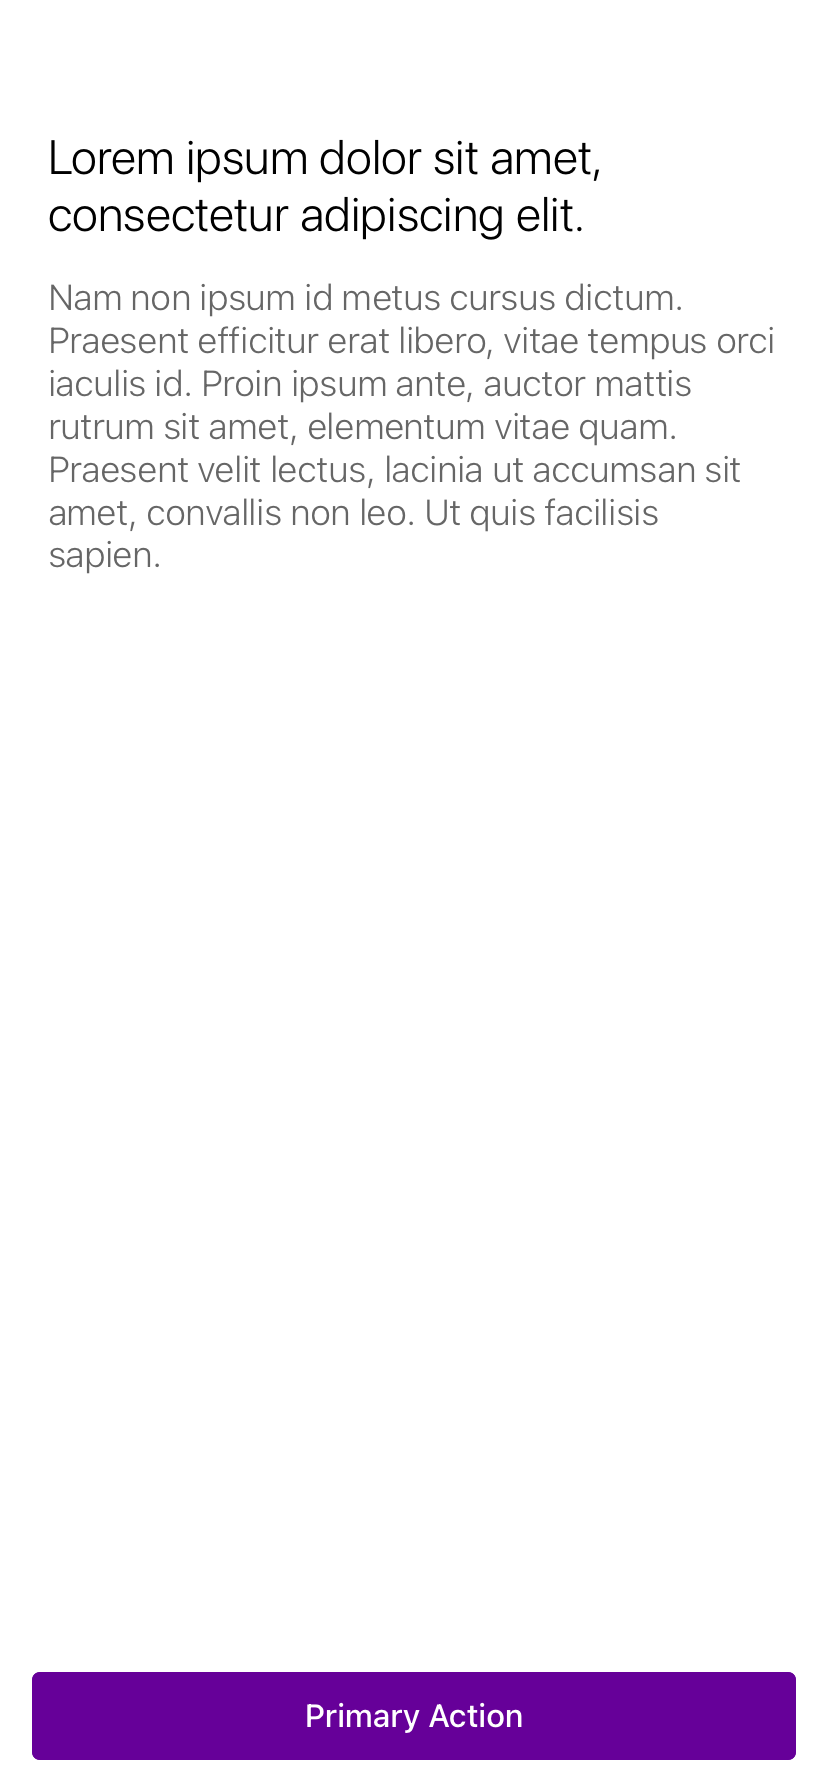 Lorem ipsum dolor sit amet,
consectetur adipiscing elit.
Nam non ipsum id metus cursus dictum.
Praesent efficitur erat libero, vitae tempus orci
iaculis id. Proin ipsum ante, auctor mattis
rutrum sit amet, elementum vitae quam.
Praesent velit lectus, lacinia ut accumsan sit
amet, convallis non leo. Ut quis facilisis
sapien.
Primary Action